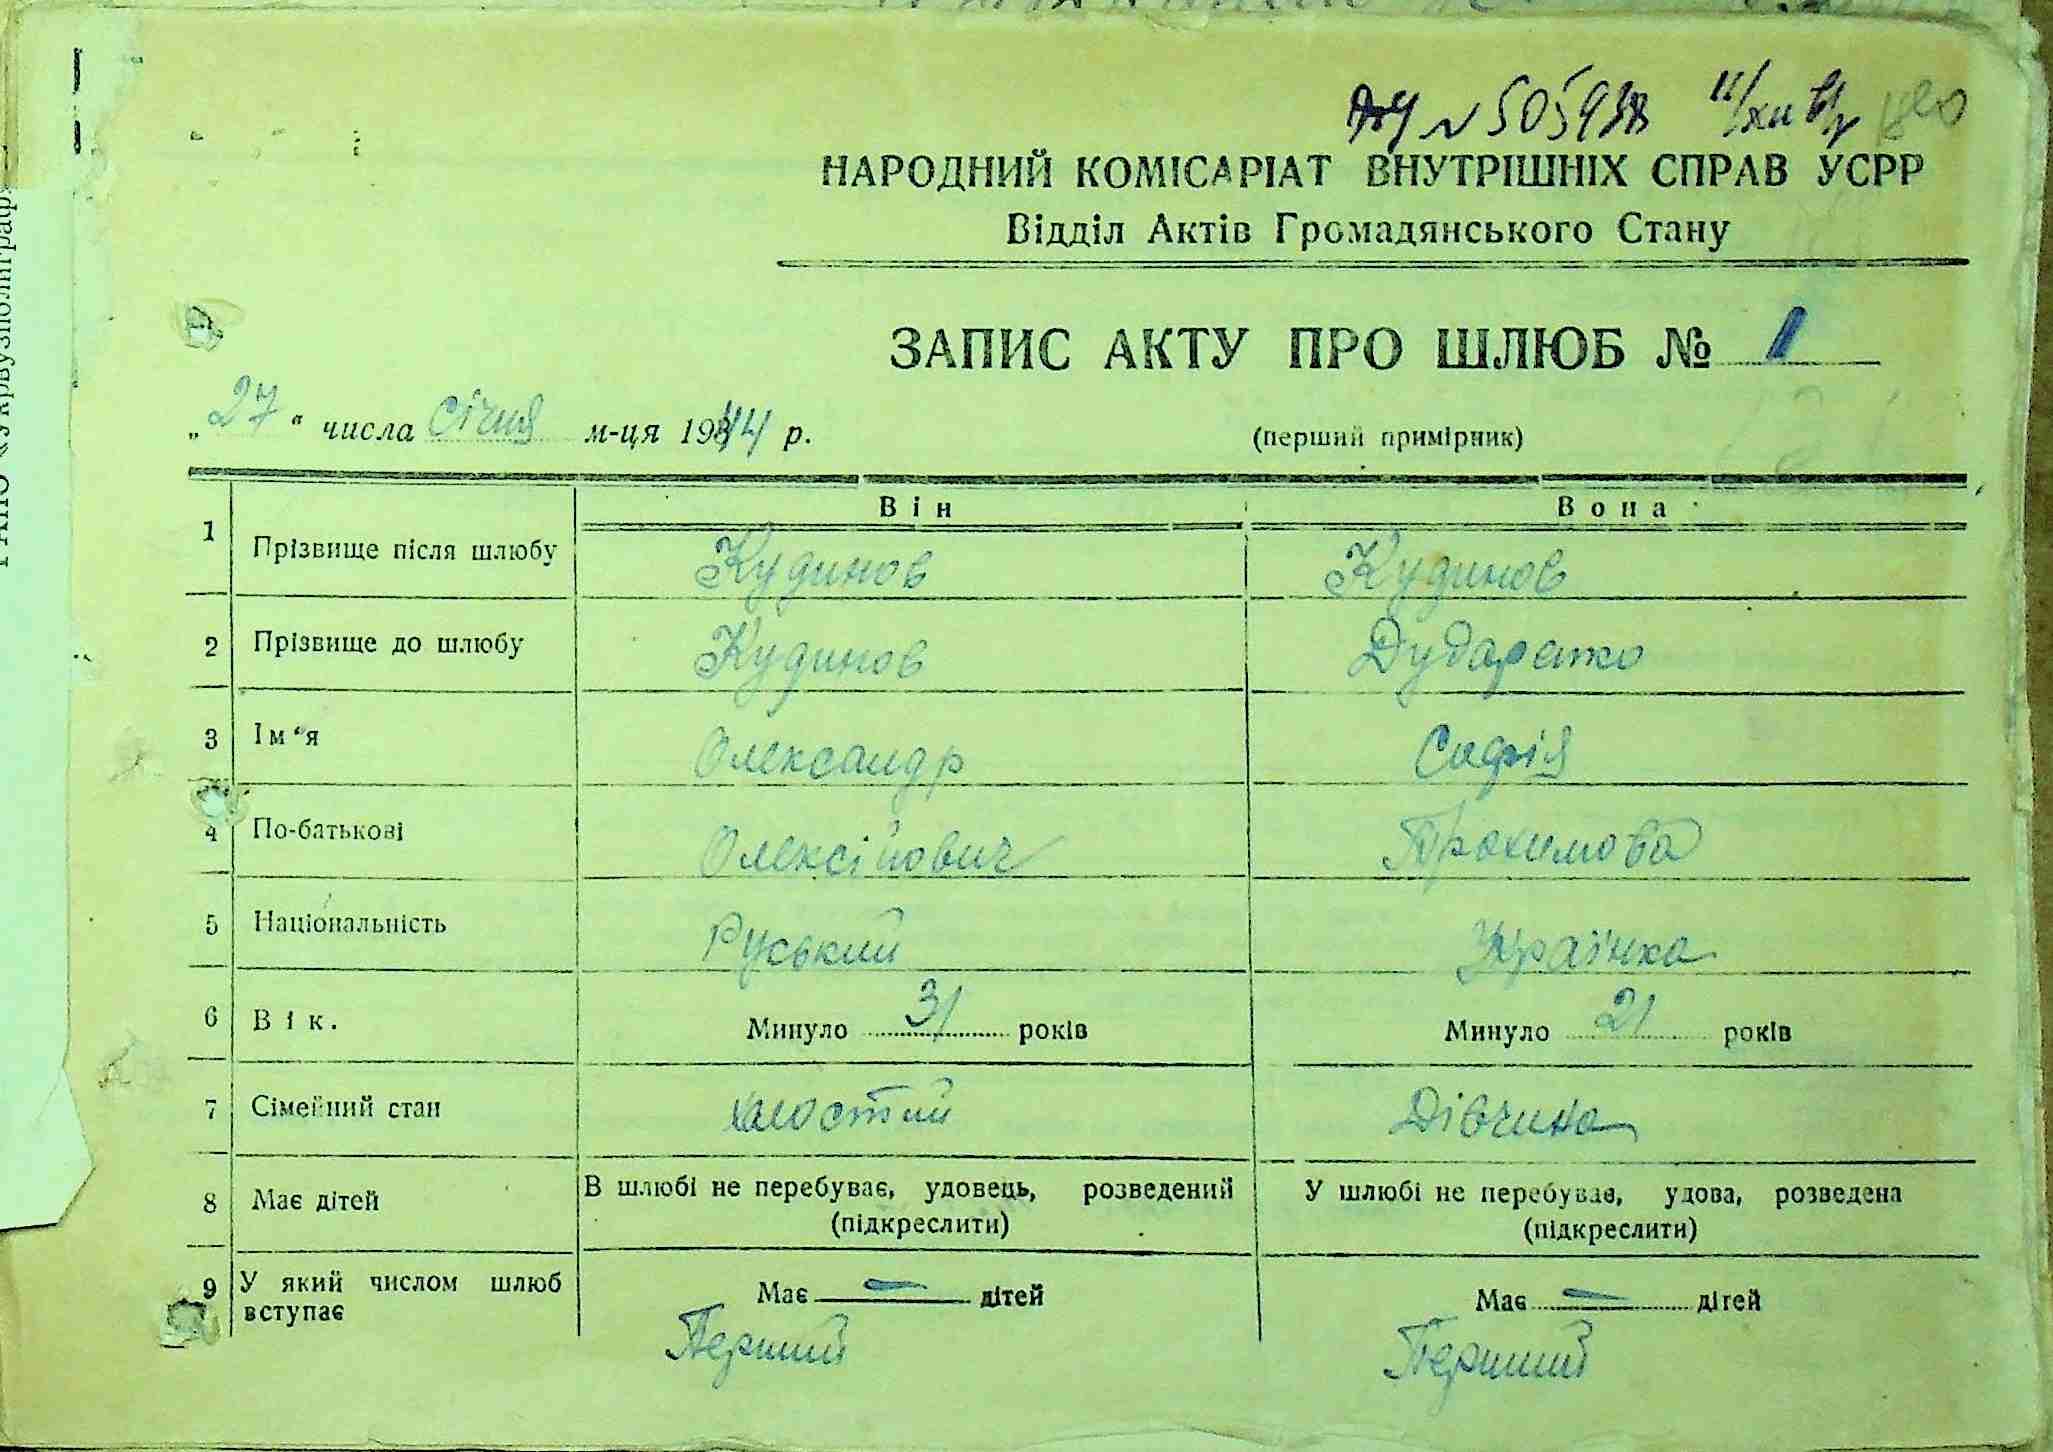 № 505938
НАРОДНИЙ КОМІСАРІАТ ВНУТРІШНІХ СПРАВ УСРР
Відділ Актів Громадянського Стану
ЗАПИС АКТУ ПРО ШЛЮБ № 1
„27“ числа січня м-ця 1944 р.
(перший примірник)
Він Вона
1 Прізвище після шлюбу Кудинов Кудинов
2 Прізвище до шлюбу Кудинов Дударенко
3 Ім‘я Олександр Софія
4 По-батькові Олексійович Трохимова
5 Національність Руський Українка
6 Вік. Минуло 31 років Минуло 21 років
7 Сімейний стан холостий Дівчина
8 Має дітей В шлюбі не перебуває, удовець, розведений У шлюбі не перебуває, удова, розведена
(підкреслити) (підкреслити)
9 У який числом шлюб вступає Має — дітей Має — дітей
Перший Перший